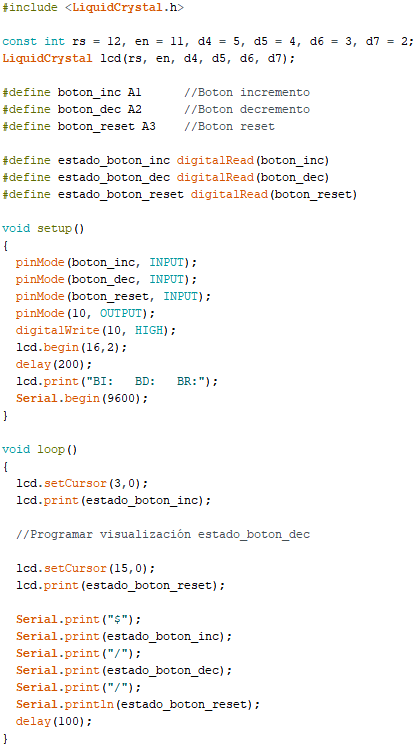 #include <LiquidCrystal.h>
const int rs = 12, en = 11, d4 = 5, d5 = 4, d6 = 3, d7 = 2;
LiquidCrystal lcd(rs, en, d4, d5, d6, d7);
#define boton_inc A1      //Boton incremento
#define boton_dec A2      //Boton decremento
#define boton_reset A3    //Boton reset
#define estado_boton_inc digitalRead(boton_inc)
#define estado_boton_dec digitalRead(boton_dec)
#define estado_boton_reset digitalRead(boton_reset)
void setup()
{
  pinMode(boton_inc, INPUT);
  pinMode(boton_dec, INPUT);
  pinMode(boton_reset, INPUT);
  pinMode(10, OUTPUT);
  digitalWrite(10, HIGH);
  lcd.begin(16,2);
  delay(200);
  lcd.print("BI:   BD:   BR:");
  Serial.begin(9600);
}
void loop()
{
  lcd.setCursor(3,0);
  lcd.print(estado_boton_inc);
  //Programar visualización estado_boton_dec
  lcd.setCursor(15,0);
  lcd.print(estado_boton_reset);
  Serial.print("$");
  Serial.print(estado_boton_inc);
  Serial.print("/");
  Serial.print(estado_boton_dec);
  Serial.print("/");
  Serial.println(estado_boton_reset);
  delay(100);
}